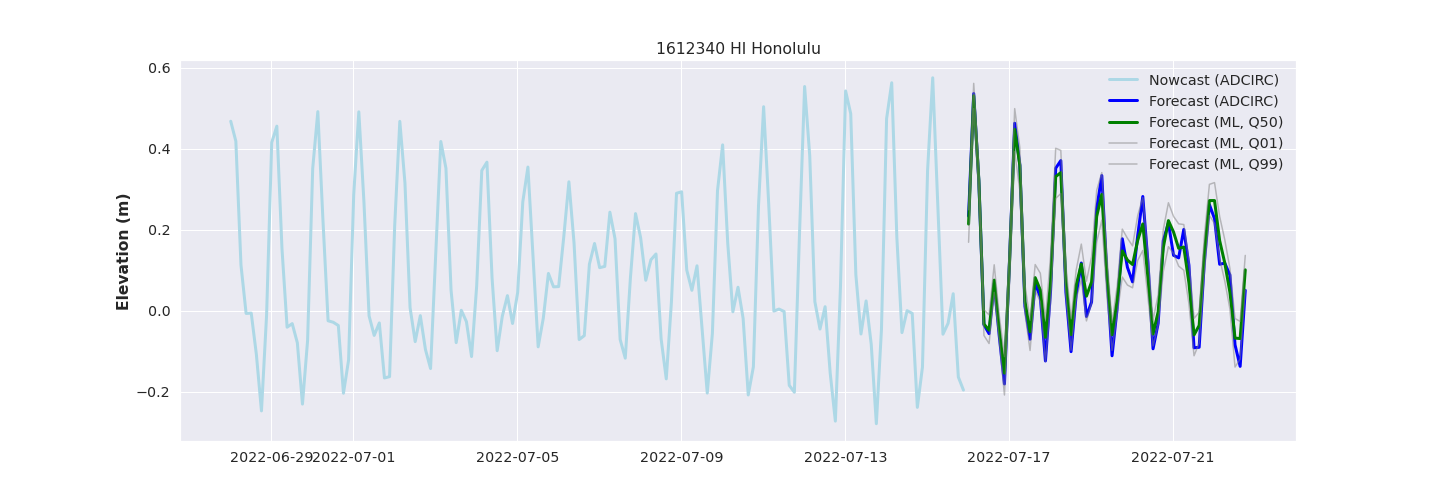 1612340 HI Honolulu
Elevation (m)
0.6
0.4
0.2
0.0
−0.2
2022-06-29
2022-07-01
2022-07-05
2022-07-09
2022-07-13
2022-07-17
2022-07-21
Nowcast (ADCIRC)
Forecast (ADCIRC)
Forecast (ML, Q50)
Forecast (ML, Q01)
Forecast (ML, Q99)